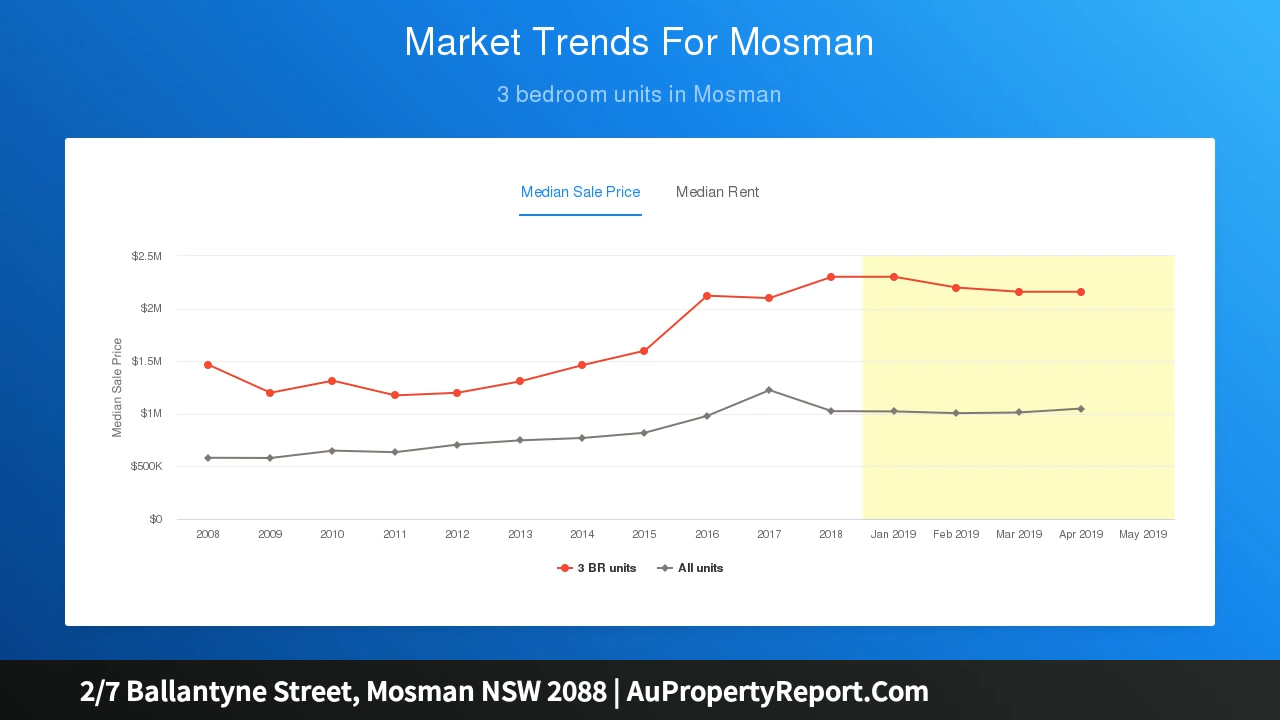 Market Trends For Mosman
3 bedroom units in Mosman
Median Sale Price Median Rent
Median Sale Price
$2.5M
$2M
$1.5M
$1M
$500K
$0
2008 2009 2010 2011 2012 2013 2014 2015 2016 2017 2018 Jan 2019 Feb 2019 Mar 2019 Apr 2019 May 2019
3 BR units All units
2/7 Ballantyne Street, Mosman NSW 2088 | AuPropertyReport.Com